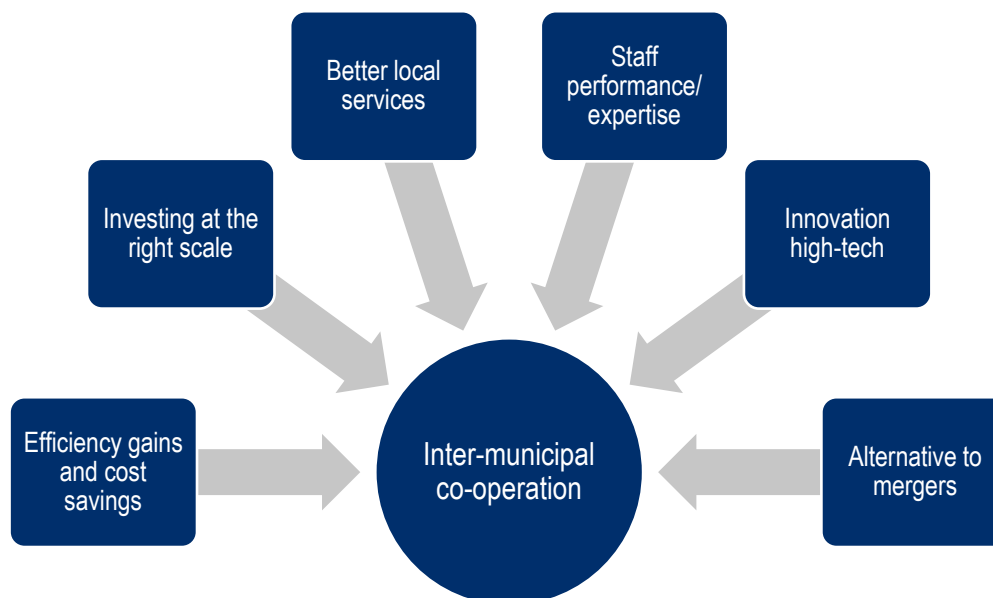 Better local
services
Staff
performance/
expertise
Investing at the
right scale
Innovation
high-tech
Efficiency gains
and cost
savings
Inter-municipal
co-operation
Alternative to
mergers